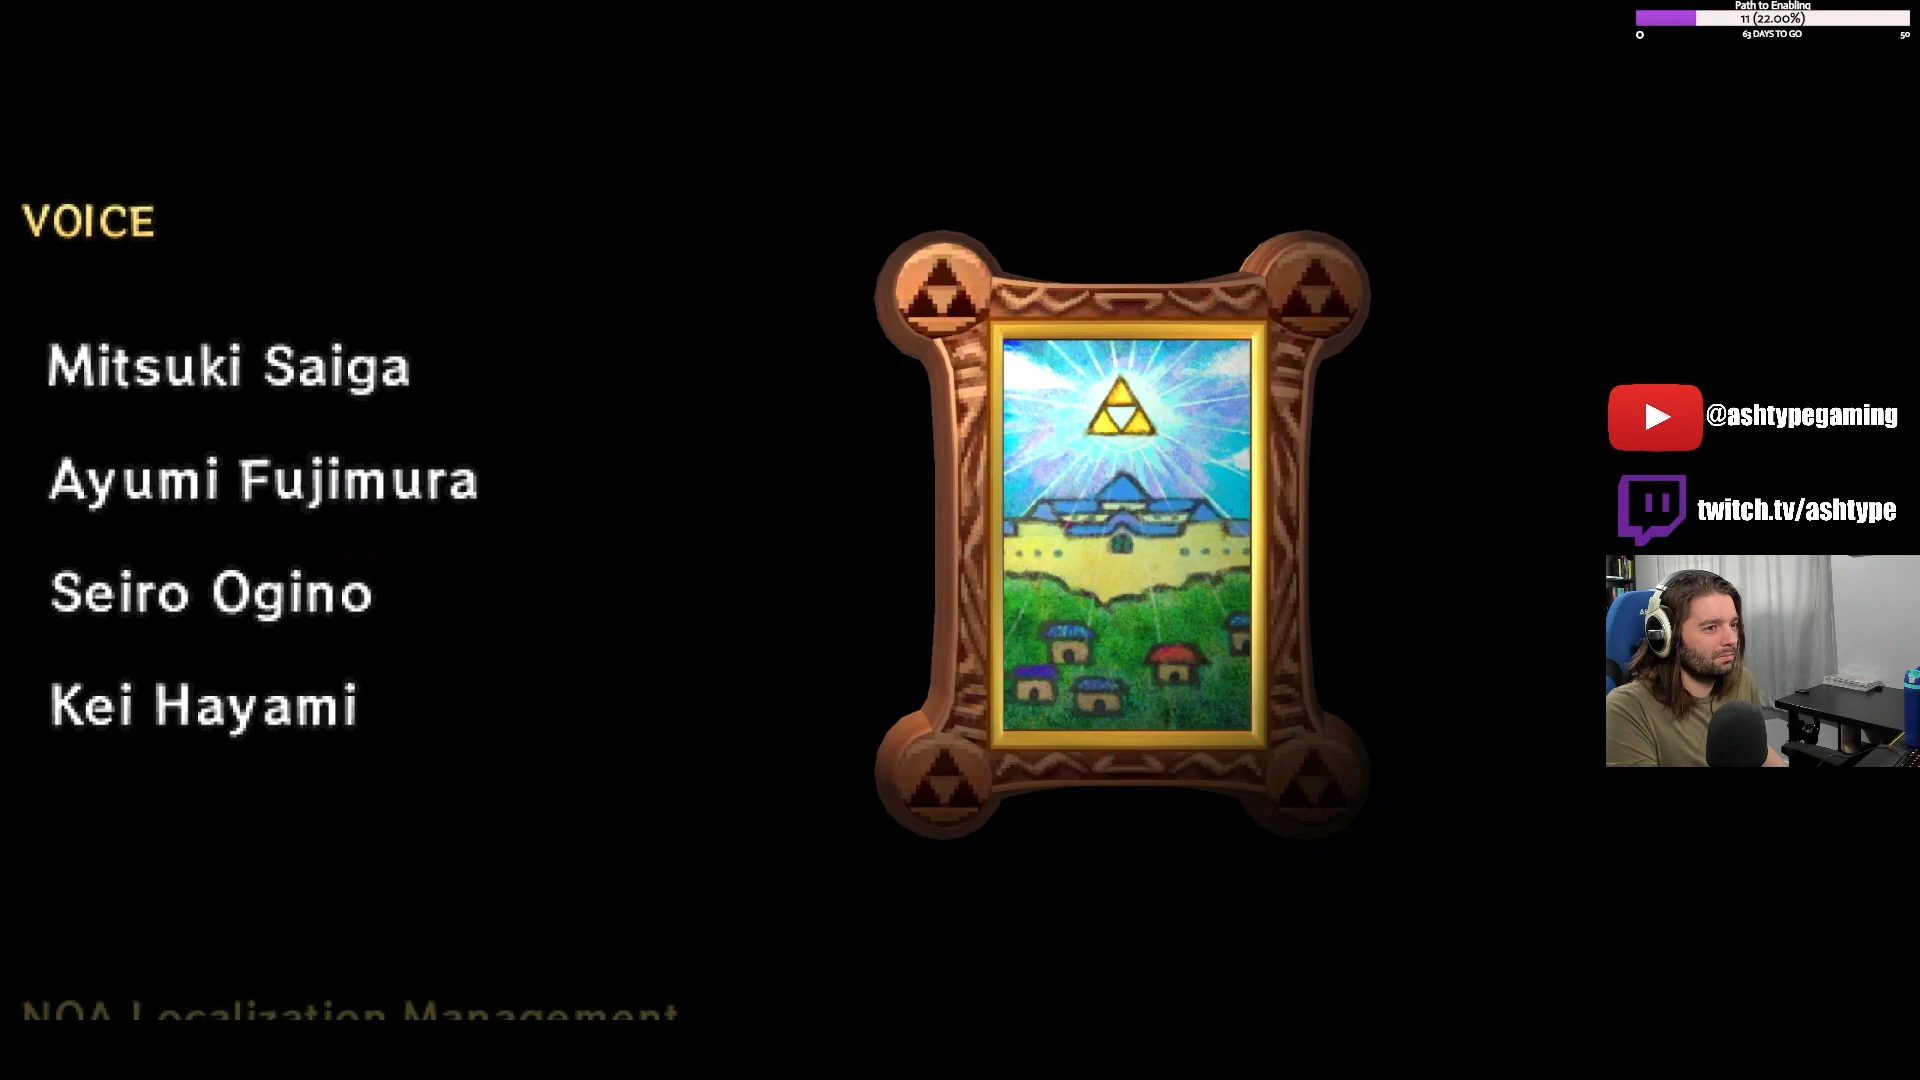 Path to Enabling
11 (22.00%)
0 63 DAYS TO GO 50
VOICE
Mitsuki Saiga
Ayumi Fujimura
Seiro Ogino
Kei Hayami
@ashtypegaming
twitch.tv/ashtype
NOA Localization Management